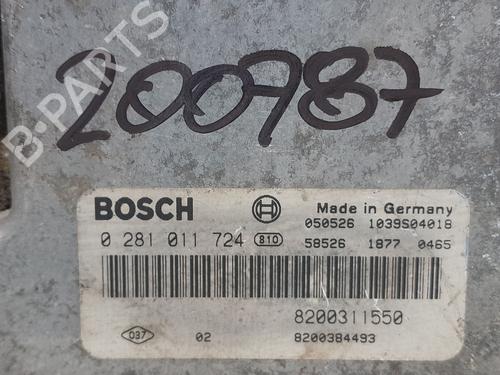 200787
B-PARTS
BOSCH
Made in Germany
050526 1039S04018
0 281 011 724 810
58526 1877 0465
8200311550
037 02 8200384493